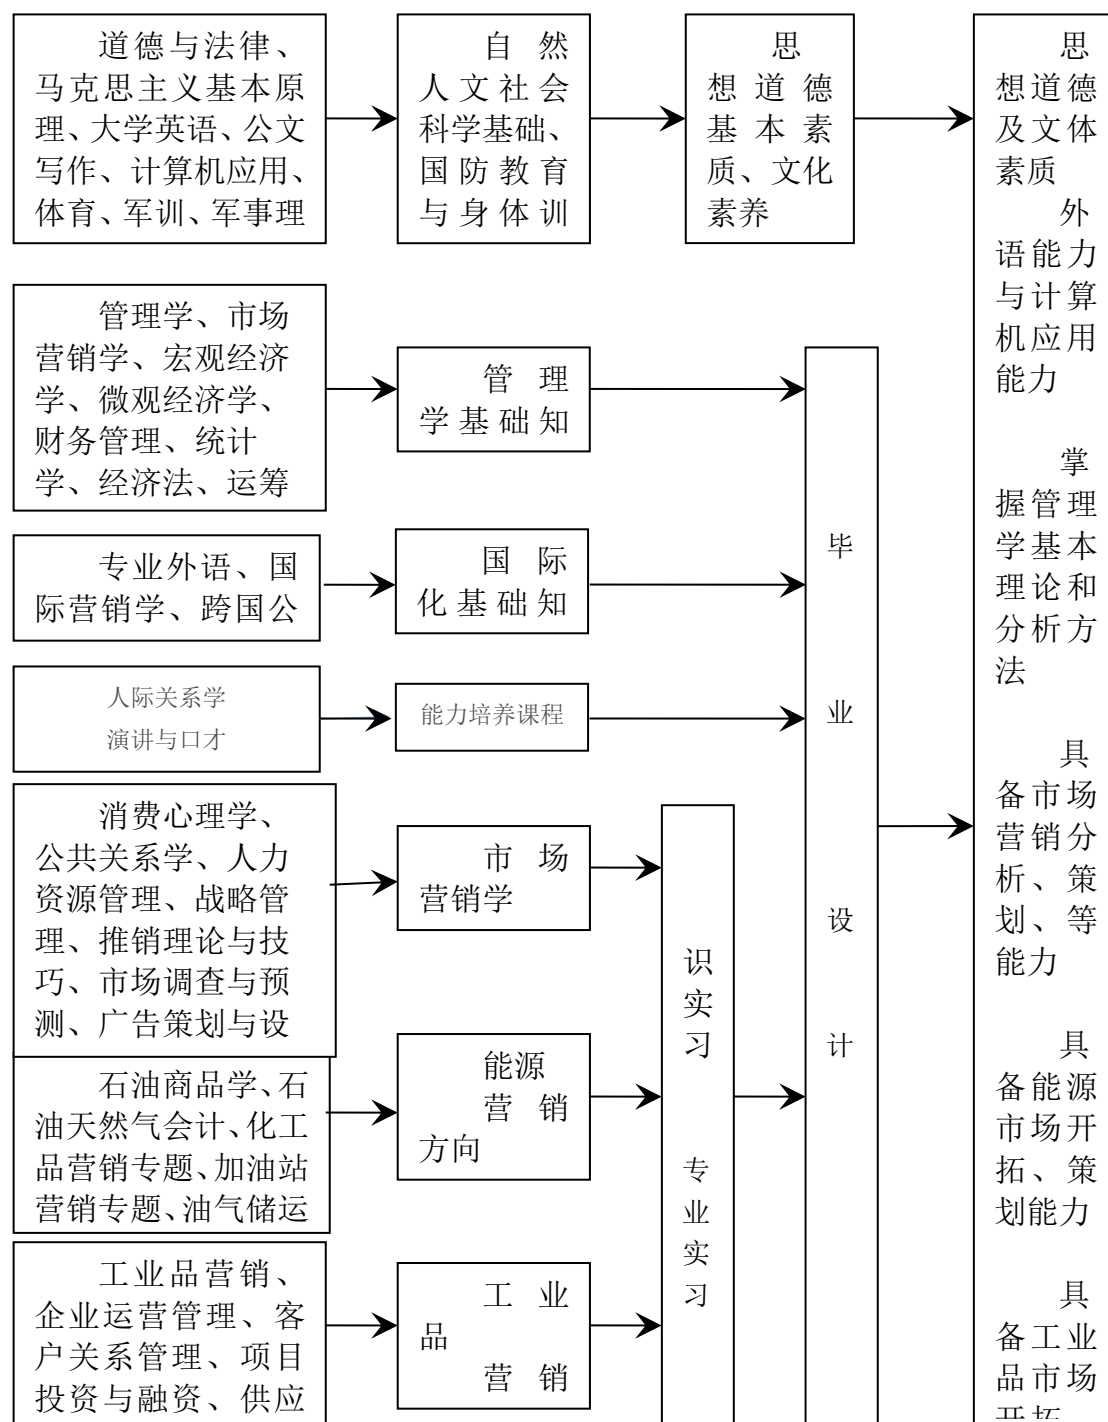 道德与法律、
马克思主义基本原
理、大学英语、公文
写作、计算机应用、
体育、军训、军事理
自然
人文社会
科学基础、
国防教育
与身体训
思
想道德
基本素
质、文化
素养
思
想道德
及文体
素质
外
语能力
与计算
机应用
能力
掌
握管理
学基本
理论和
分析方
法
具
备市场
营销分
析、策
划、等
能力
具
备能源
市场开
拓、策
划能力
具
备工业
品市场
管理学、市场
营销学、宏观经济
学、微观经济学、
财务管理、统计
学、经济法、运筹
管理
学基础知
专业外语、国
际营销学、跨国公
国际
化基础知
人际关系学
演讲与口才
能力培养课程
消费心理学、
公共关系学、人力
资源管理、战略管
理、推销理论与技
巧、市场调查与预
测、广告策划与设
市场
营销学
石油商品学、石
油天然气会计、化工
品营销专题、加油站
营销专题、油气储运
能源
营销
方向
工业品营销、
企业运营管理、客
户关系管理、项目
投资与融资、供应
工业
品
营销
识
实
习
专
业
实
习
毕
业
设
计